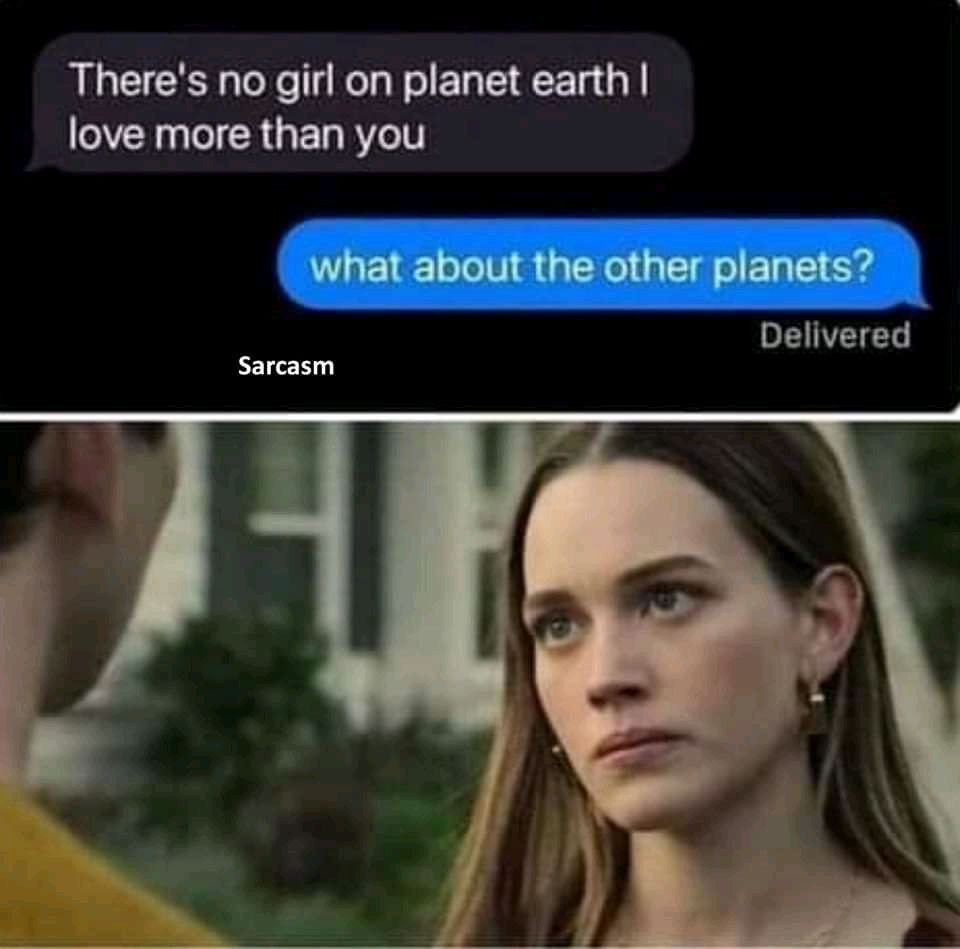 There's no girl on planet earth I
love more than you
what about the other planets?
Delivered
Sarcasm